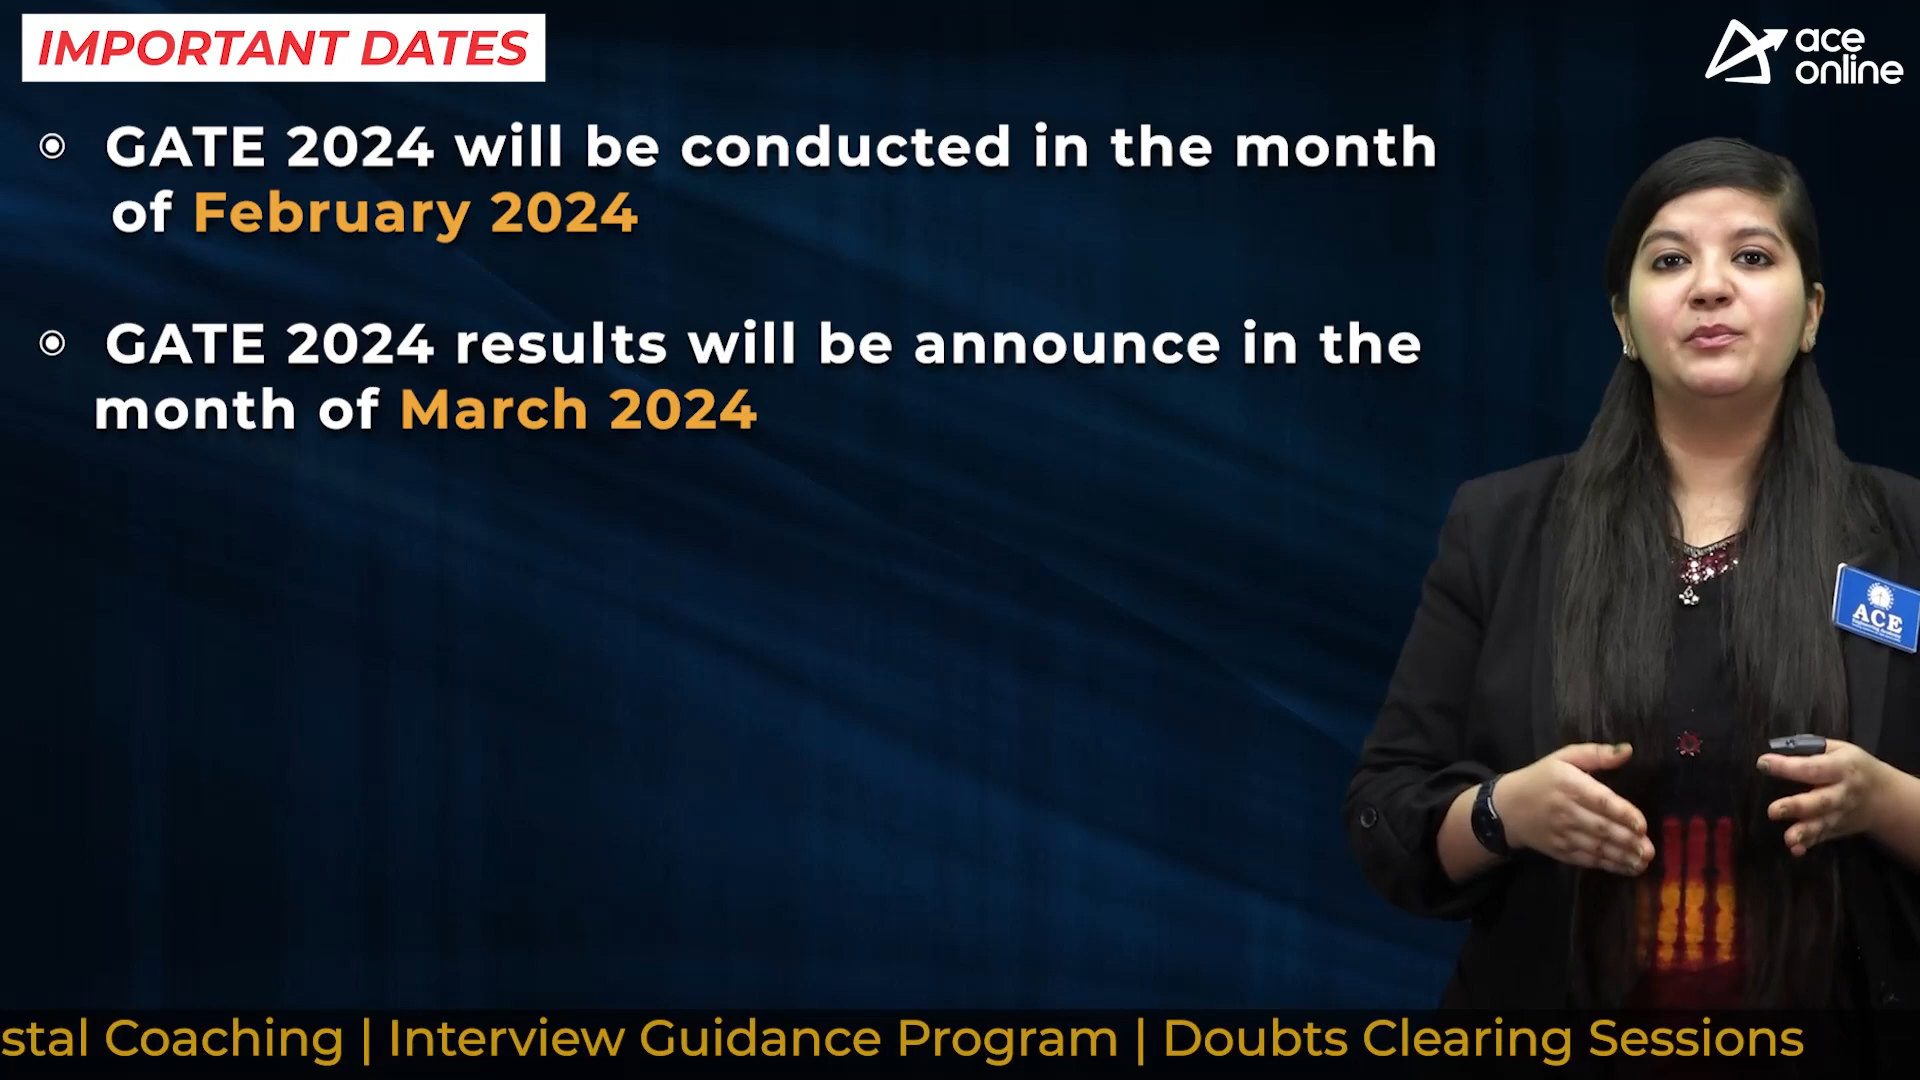 IMPORTANT DATES
ace
online
GATE 2024 will be conducted in the month
of February 2024
GATE 2024 results will be announce in the
month of March 2024
ACE
stal Coaching | Interview Guidance Program | Doubts Clearing Sessions